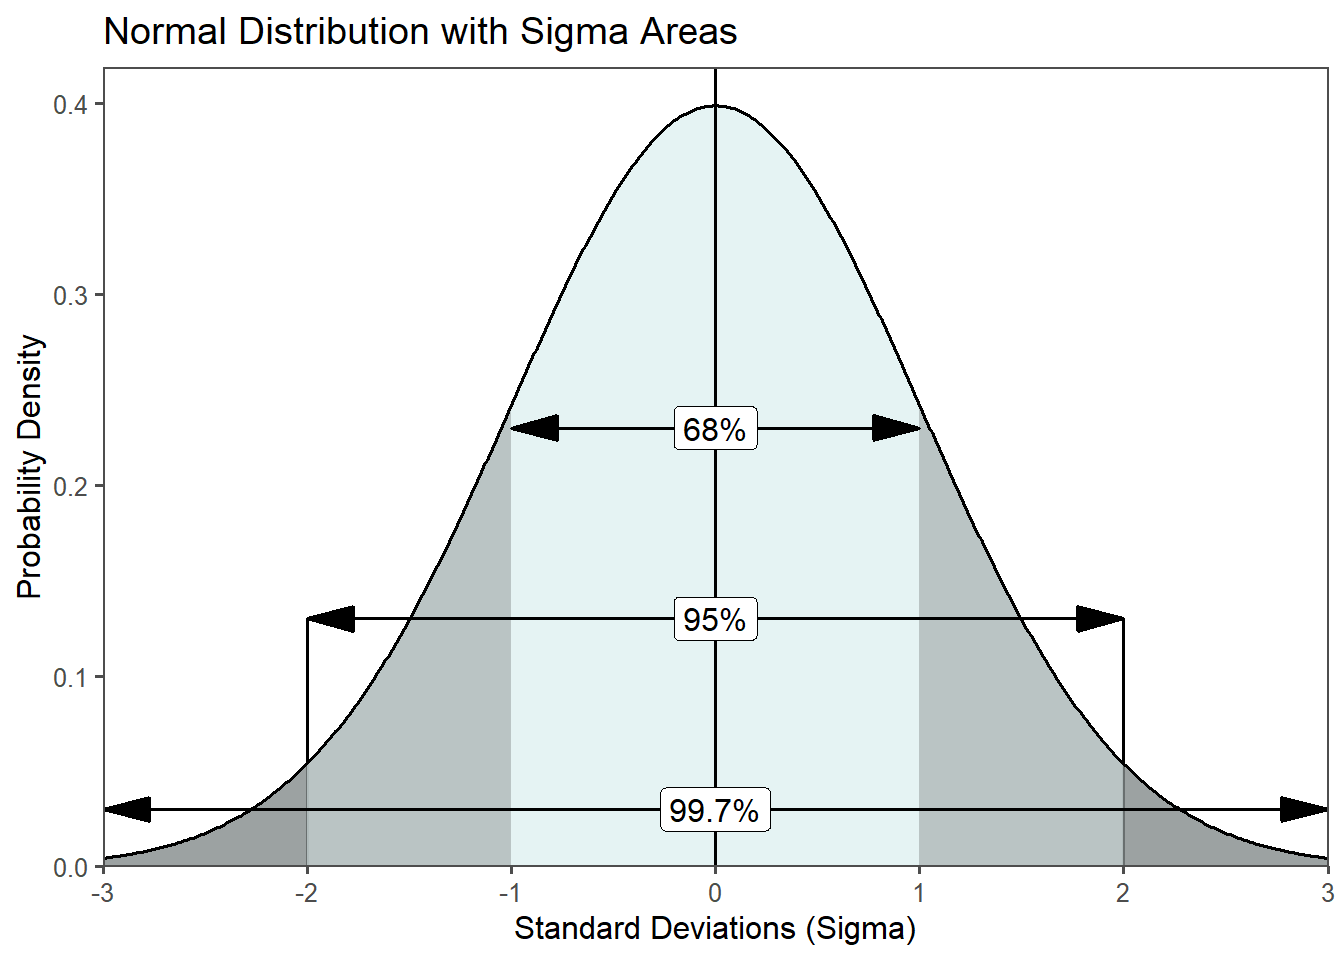 Normal Distribution with Sigma Areas
Probability Density
0.4
0.3
0.2
0.1
0.0
68%
95%
99.7%
-3 -2 -1 0 1 2 3
Standard Deviations (Sigma)